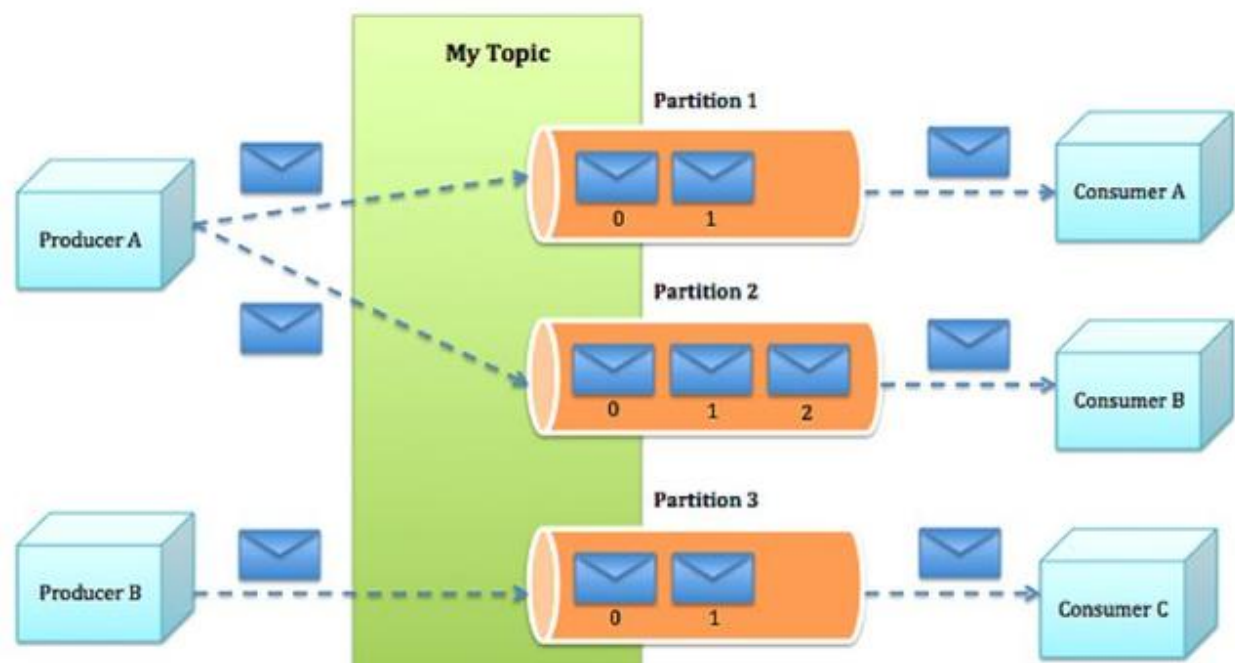 My Topic
Partition 1
Producer A
0 1
Consumer A
Partition 2
0 1 2
Consumer B
Partition 3
Producer B
0 1
Consumer C